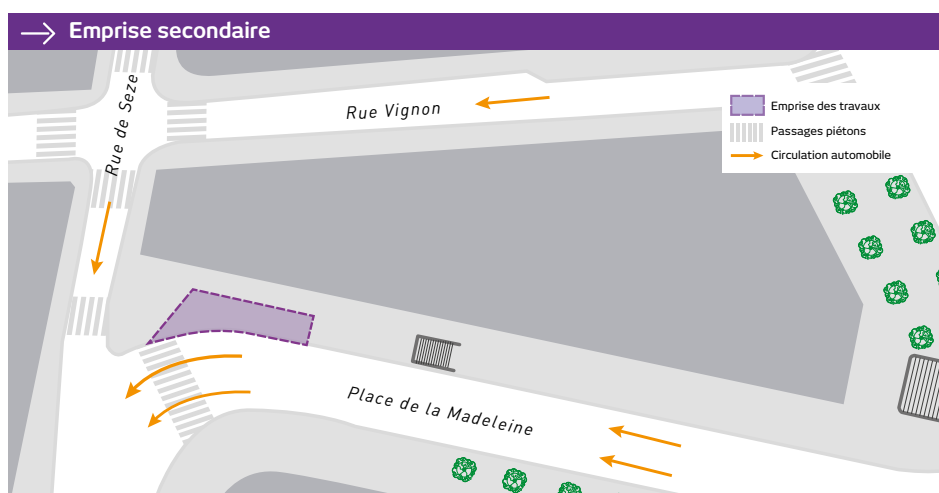 Emprise secondaire
Rue de Seze
Rue Vignon
Emprise des travaux
Passages piétons
Circulation automobile
Place de la Madeleine